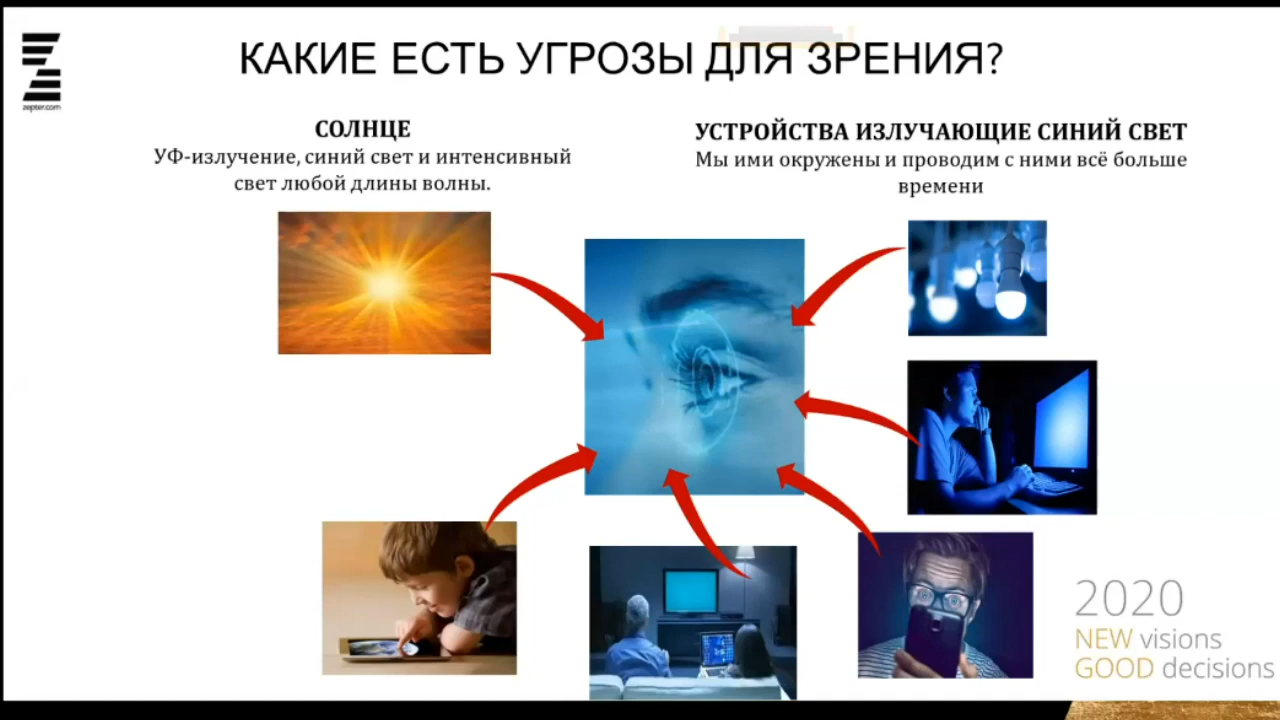 КАКИЕ ЕСТЬ УГРОЗЫ ДЛЯ ЗРЕНИЯ?
zepter.com
СОЛНЦЕ
УФ-излучение, синий свет и интенсивный
свет любой длины волны.
УСТРОЙСТВА ИЗЛУЧАЮЩИЕ СИНИЙ СВЕТ
Мы ими окружены и проводим с ними всё больше
времени
2020
NEW visions
GOOD decisions